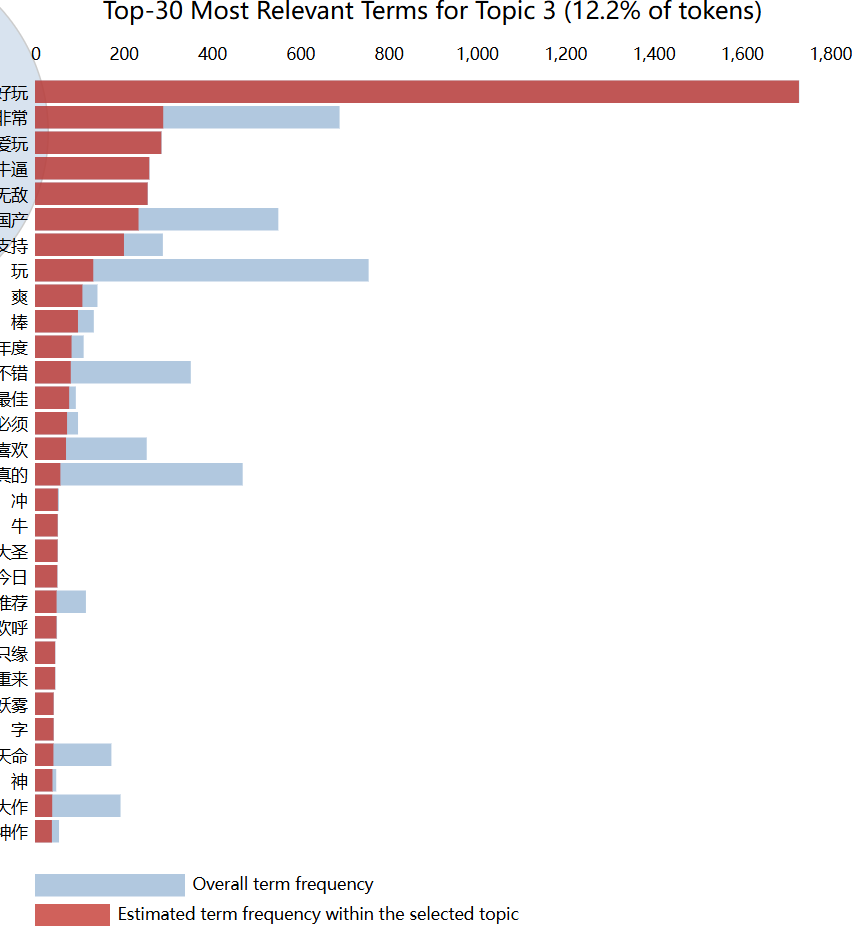 Top-30 Most Relevant Terms for Topic 3 (12.2% of tokens)
0 200 400 600 800 1,000 1,200 1,400 1,600 1,800
好玩
非常
爱玩
牛逼
无敌
国产
支持
玩
爽
棒
年度
不错
最佳
必须
喜欢
真的
冲
牛
大圣
今日
推荐
欢呼
只缘
重来
妖雾
字
天命
神
大作
神作
Overall term frequency
Estimated term frequency within the selected topic